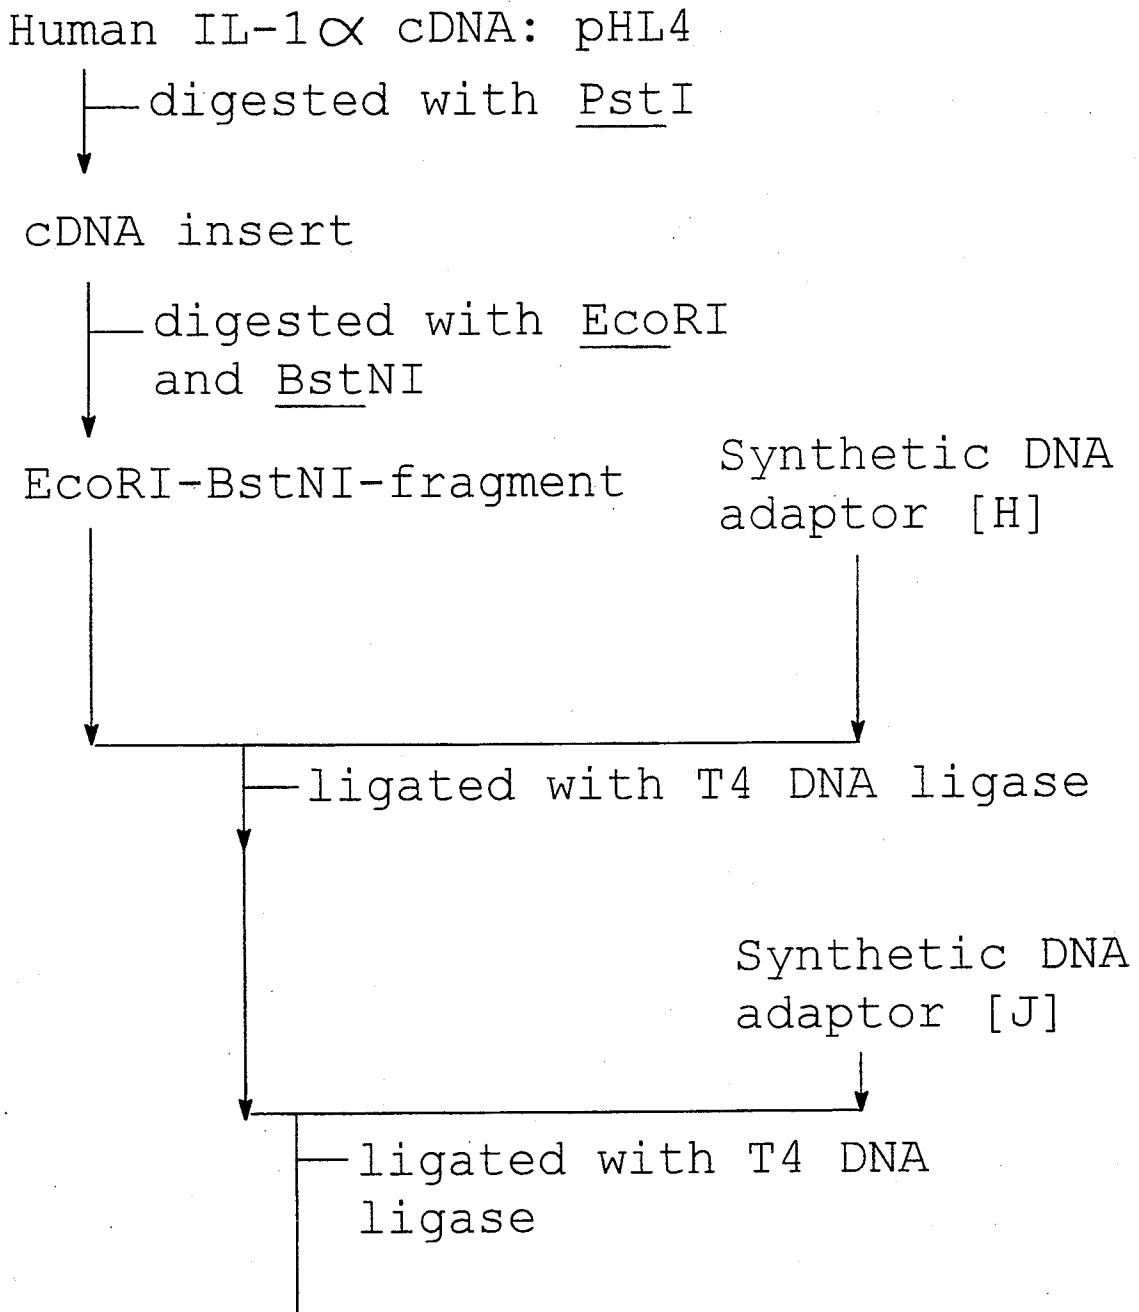 Human IL-1α cDNA: pHL4
digested with PstI
cDNA insert
digested with EcoRI
and BstNI
EcoRI-BstNI-fragment
Synthetic DNA
adaptor [H]
ligated with T4 DNA ligase
Synthetic DNA
adaptor [J]
ligated with T4 DNA
ligase